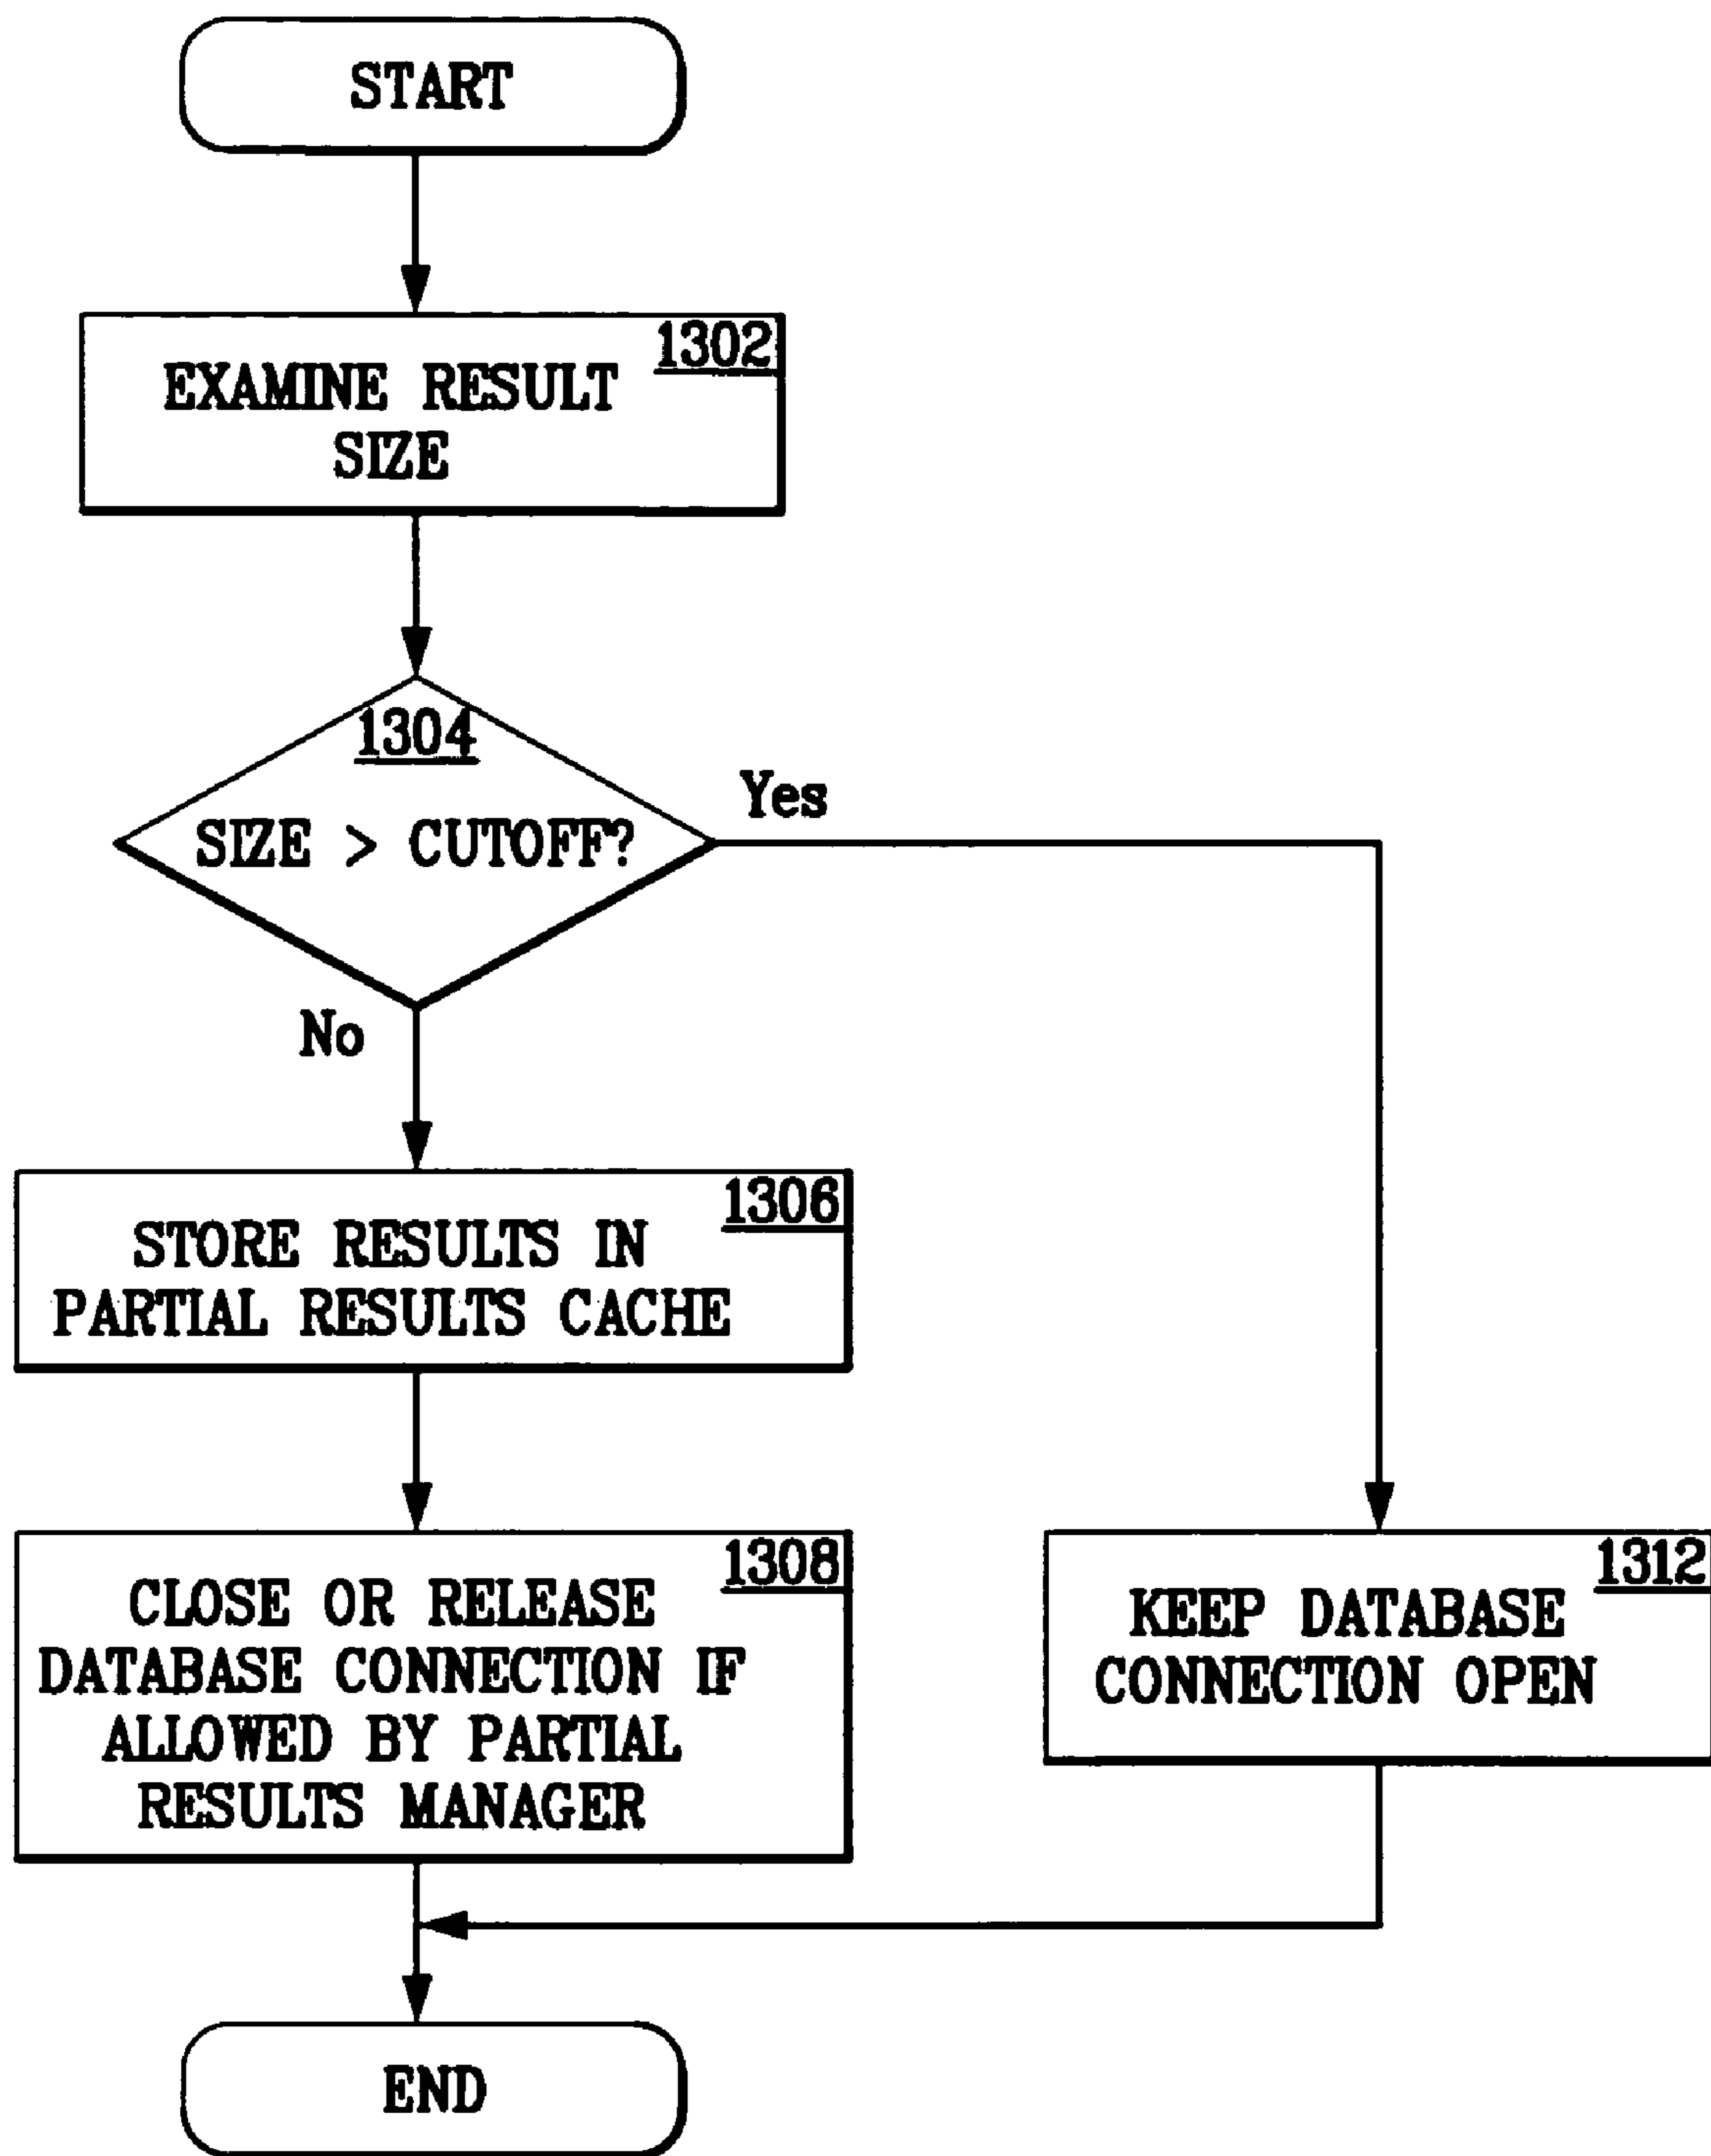 START
1302
EXAMINE RESULT
SIZE
1304
SIZE > CUTOFF?
Yes
No
1306
STORE RESULTS IN
PARTIAL RESULTS CACHE
1308
CLOSE OR RELEASE
DATABASE CONNECTION IF
ALLOWED BY PARTIAL
RESULTS MANAGER
1312
KEEP DATABASE
CONNECTION OPEN
END